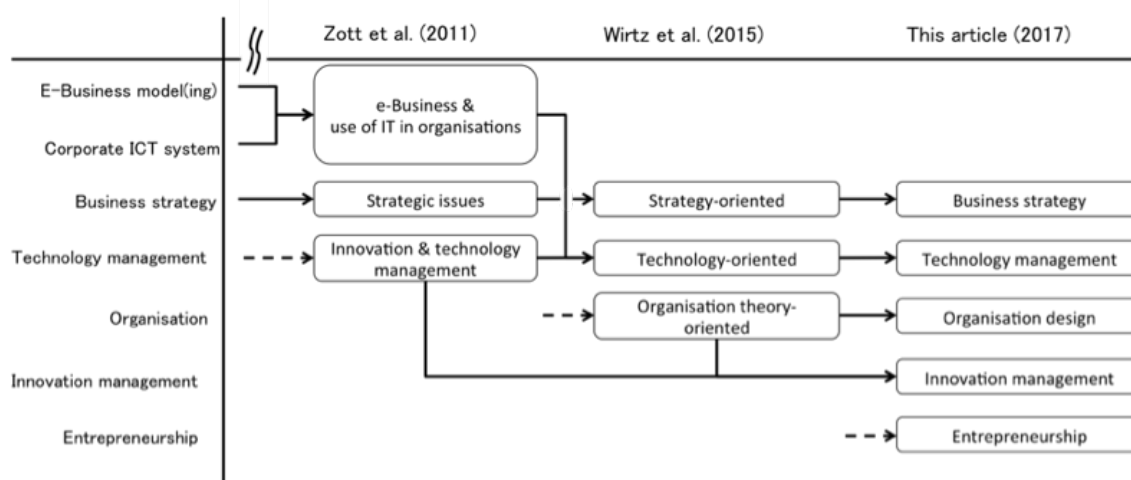 Zott et al. (2011)
Wirtz et al. (2015)
This article (2017)
E-Business model(ing)
e-Business &
use of IT in organisations
Corporate ICT system
Business strategy
Strategic issues
Strategy-oriented
Business strategy
Technology management
Innovation & technology
management
Technology-oriented
Technology management
Organisation
Organisation theory-
oriented
Organisation design
Innovation management
Innovation management
Entrepreneurship
Entrepreneurship